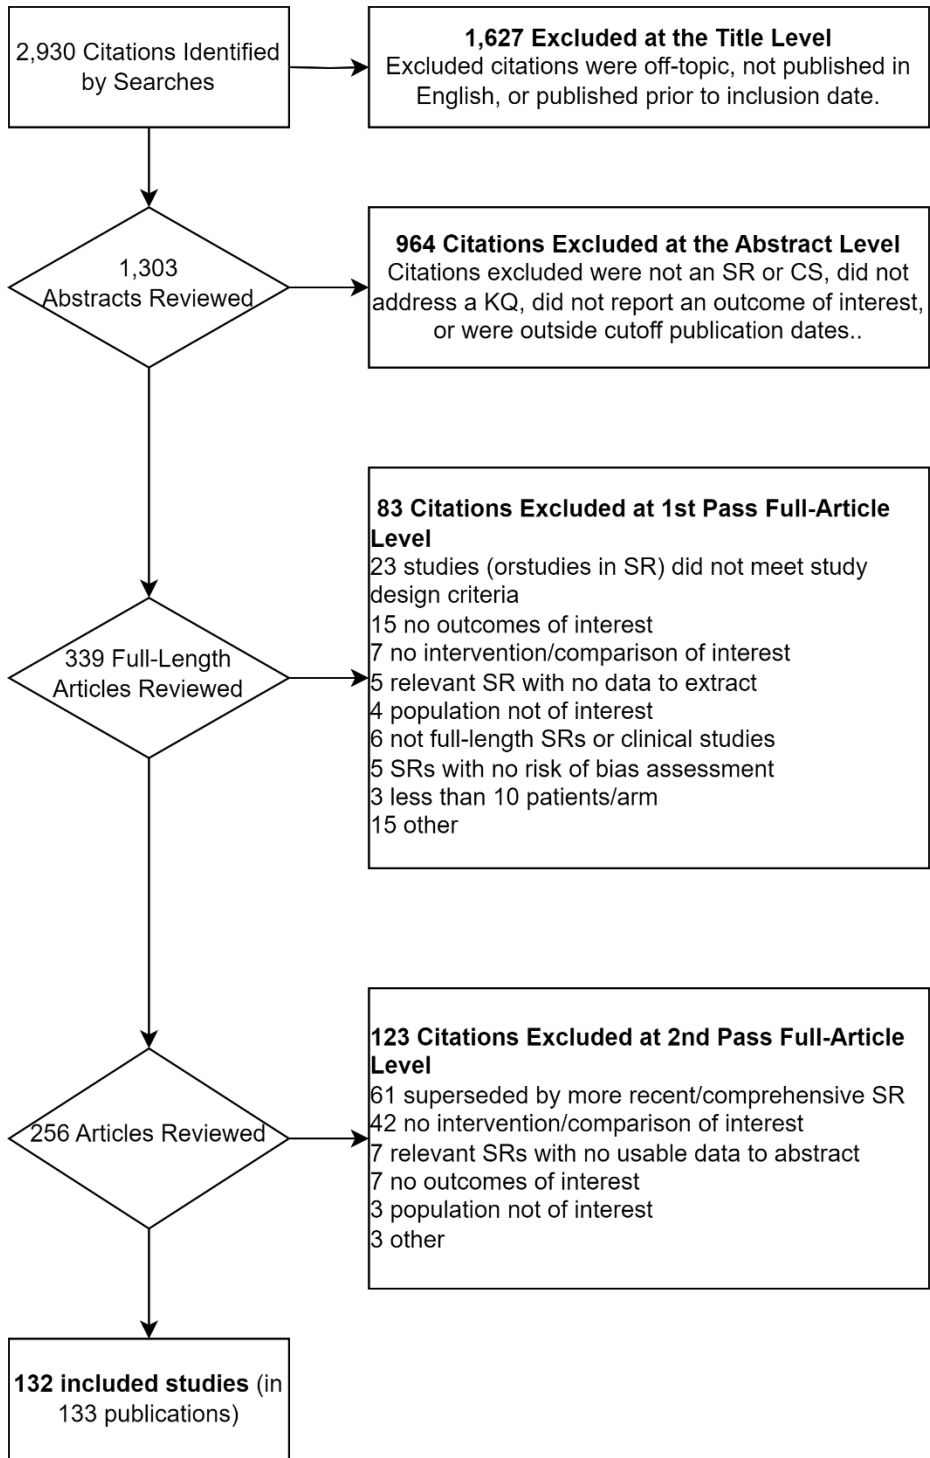 2,930 Citations Identified
by Searches
1,627 Excluded at the Title Level
Excluded citations were off-topic, not published in
English, or published prior to inclusion date.
1,303
Abstracts Reviewed
964 Citations Excluded at the Abstract Level
Citations excluded were not an SR or CS, did not
address a KQ, did not report an outcome of interest,
or were outside cutoff publication dates..
339 Full-Length
Articles Reviewed
83 Citations Excluded at 1st Pass Full-Article
Level
23 studies (orstudies in SR) did not meet study
design criteria
15 no outcomes of interest
7 no intervention/comparison of interest
5 relevant SR with no data to extract
4 population not of interest
6 not full-length SRs or clinical studies
5 SRs with no risk of bias assessment
3 less than 10 patients/arm
15 other
256 Articles Reviewed
123 Citations Excluded at 2nd Pass Full-Article
Level
61 superseded by more recent/comprehensive SR
42 no intervention/comparison of interest
7 relevant SRs with no usable data to abstract
7 no outcomes of interest
3 population not of interest
3 other
132 included studies (in
133 publications)